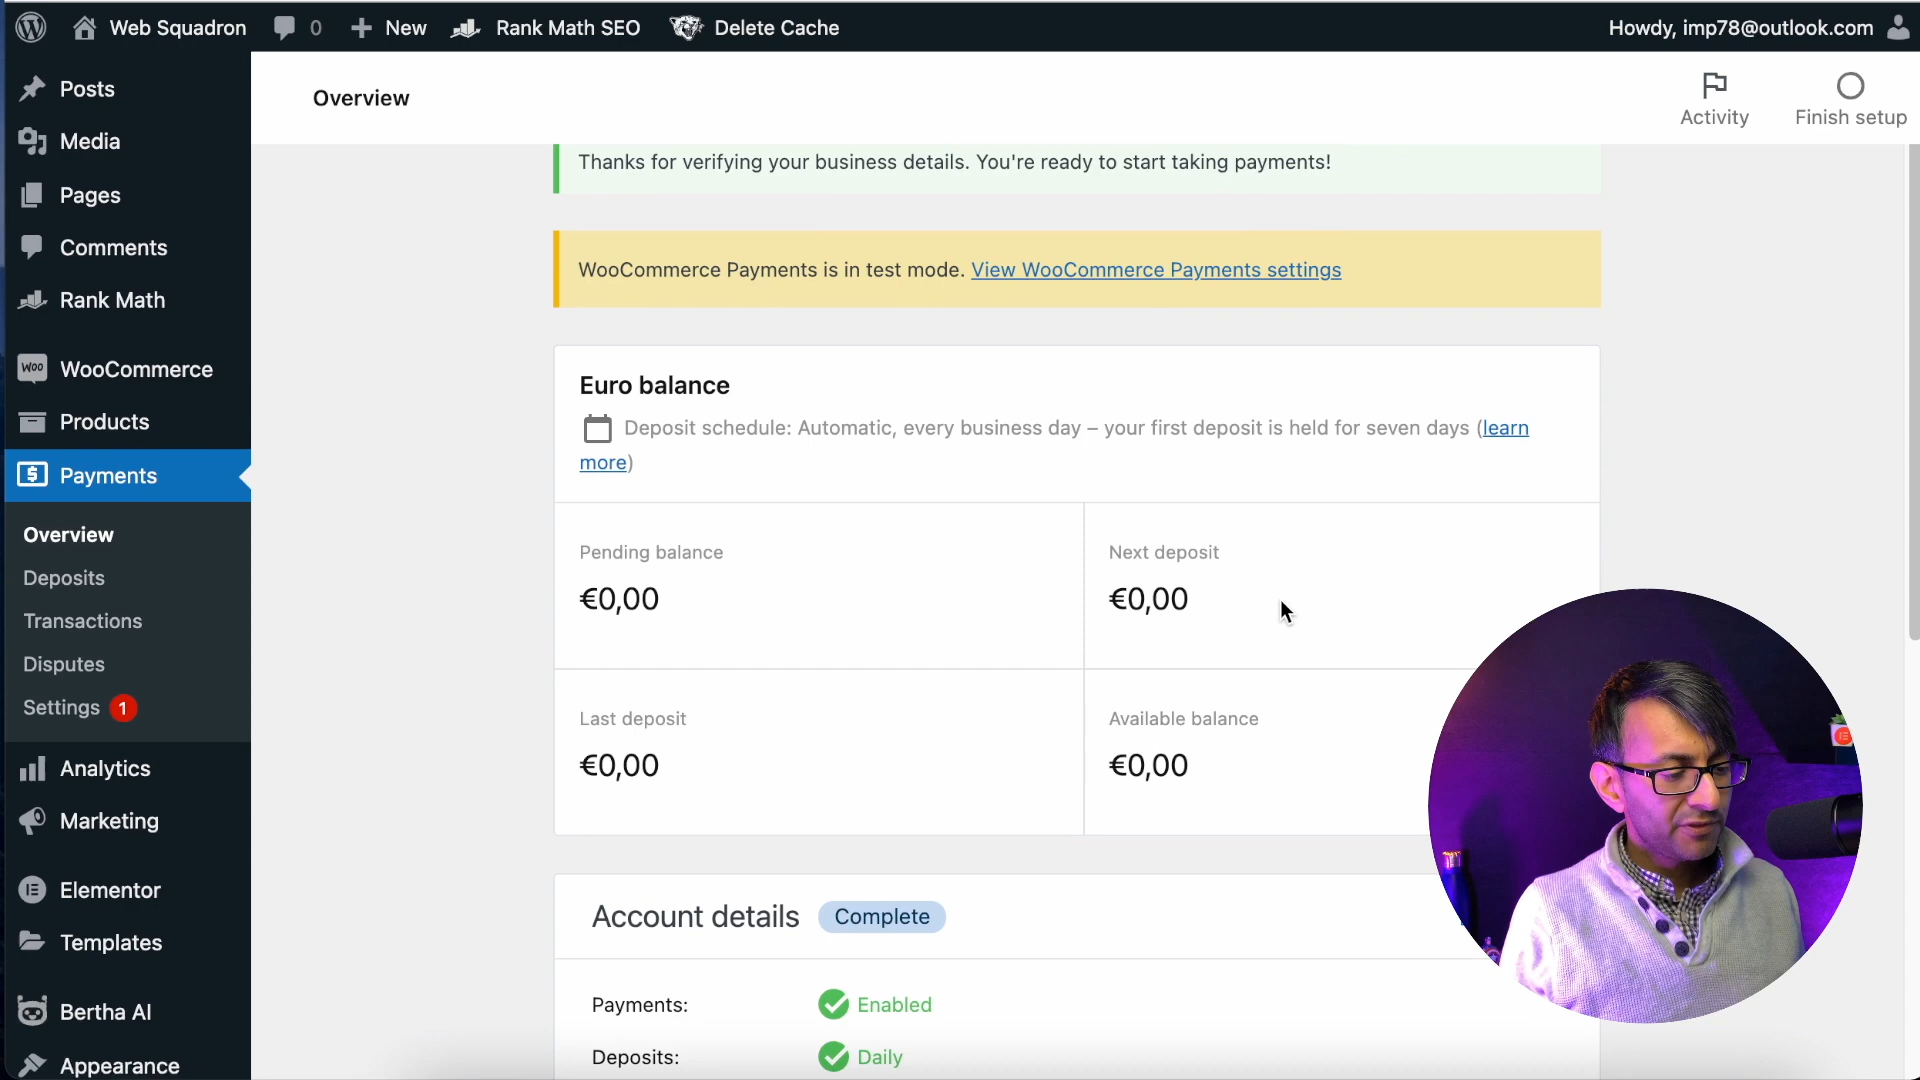 Web Squadron 0 New Rank Math SEO Delete Cache Howdy, imp78@outlook.com
Posts
Media
Pages
Comments
Rank Math
WOO WooCommerce
Products
Payments
Overview
Deposits
Transactions
Disputes
Settings 1
Analytics
Marketing
Elementor
Templates
Bertha AI
Appearance
Overview
Activity
Finish setup
Thanks for verifying your business details. You're ready to start taking payments!
WooCommerce Payments is in test mode. View WooCommerce Payments settings
Euro balance
Deposit schedule: Automatic, every business day – your first deposit is held for seven days (learn
more)
Pending balance
€0,00
Next deposit
€0,00
Last deposit
€0,00
Available balance
€0,00
Account details Complete
Payments: Enabled
Deposits: Daily